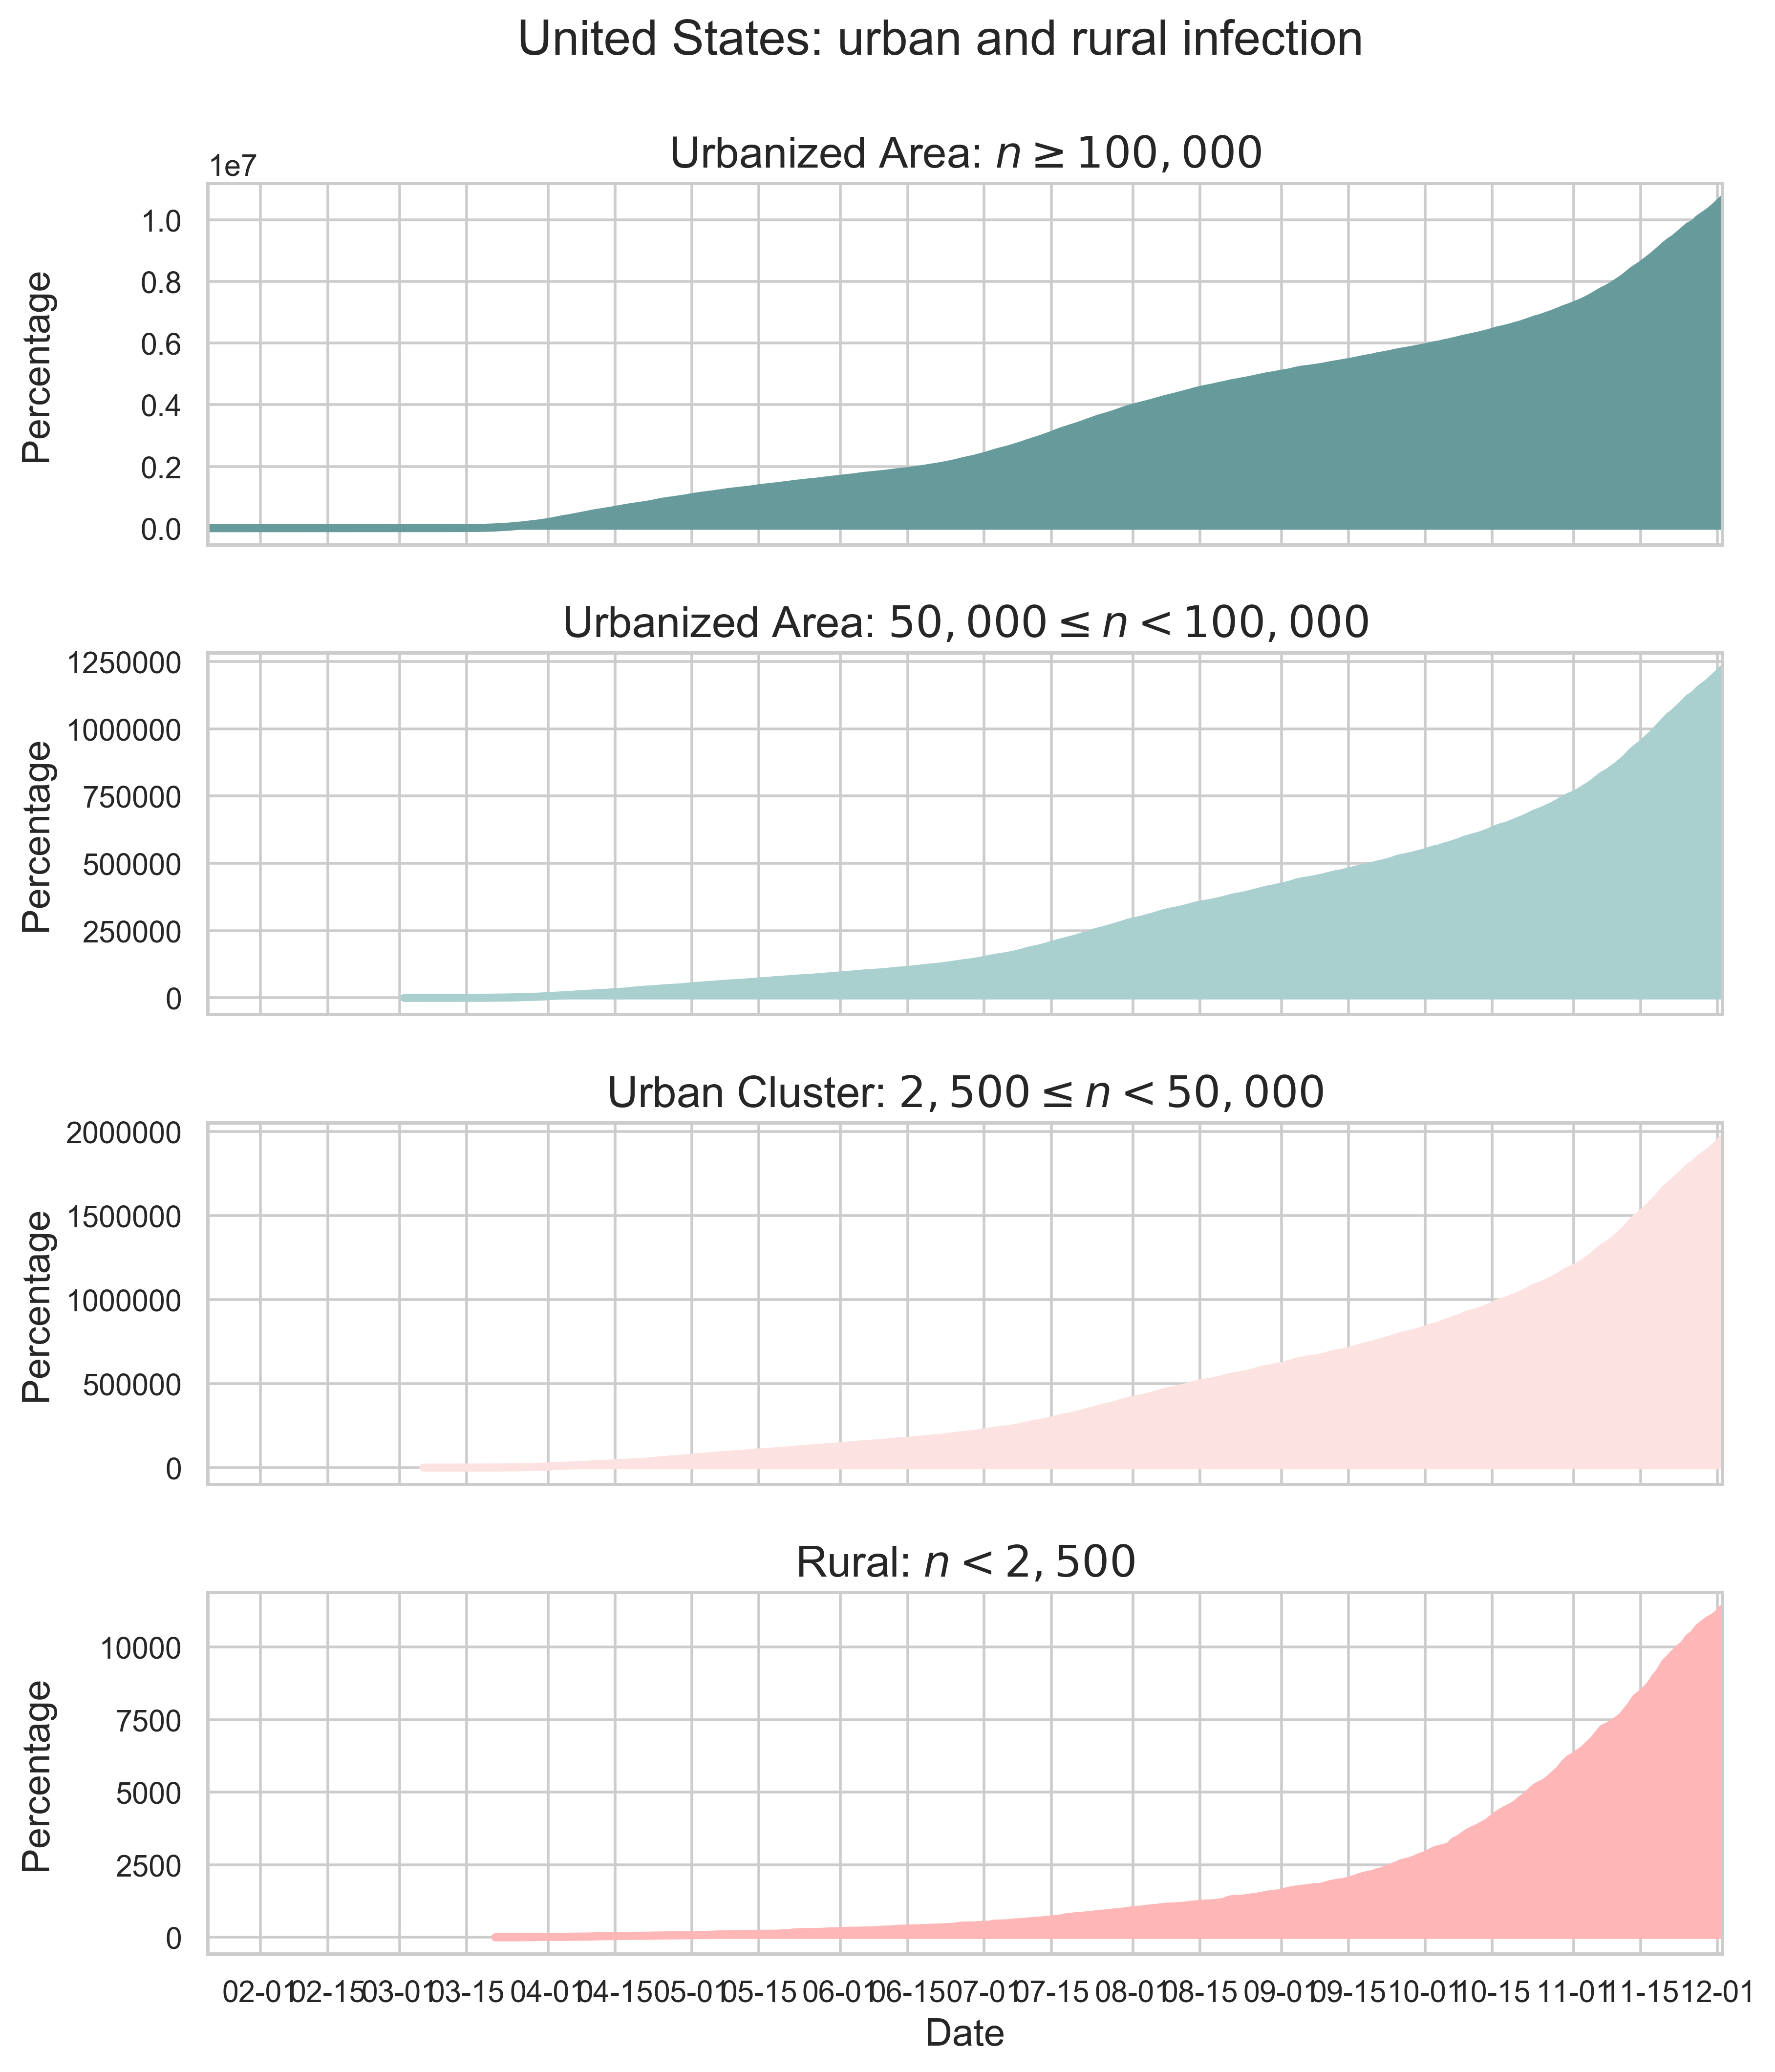 United States: urban and rural infection
Urbanized Area: n ≥ 100,000
1e7
1.0
0.8
0.6
0.4
0.2
0.0
Percentage
Urbanized Area: 50,000 ≤ n < 100,000
1250000
1000000
750000
500000
250000
0
Percentage
Urban Cluster: 2,500 ≤ n < 50,000
2000000
1500000
1000000
500000
0
Percentage
Rural: n < 2,500
10000
7500
5000
2500
0
Percentage
02-01 02-15 03-01 03-15 04-01 04-15 05-01 05-15 06-01 06-15 07-01 07-15 08-01 08-15 09-01 09-15 10-01 10-15 11-01 11-15 12-01
Date